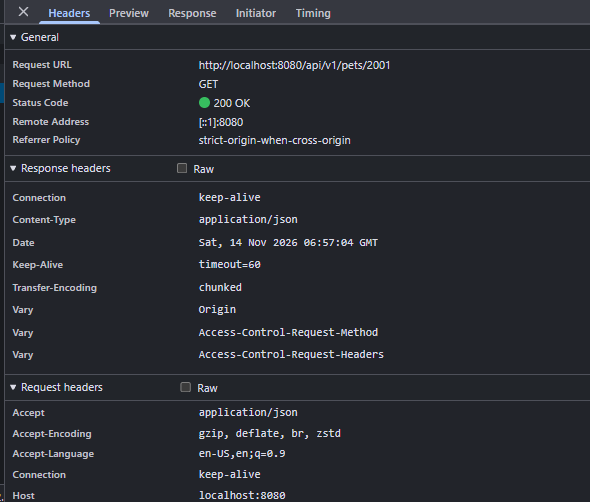 Headers Preview Response Initiator Timing
General
Request URL http://localhost:8080/api/v1/pets/2001
Request Method GET
Status Code 200 OK
Remote Address [::1]:8080
Referrer Policy strict-origin-when-cross-origin
Response headers Raw
Connection keep-alive
Content-Type application/json
Date Sat, 14 Nov 2026 06:57:04 GMT
Keep-Alive timeout=60
Transfer-Encoding chunked
Vary Origin
Vary Access-Control-Request-Method
Vary Access-Control-Request-Headers
Request headers Raw
Accept application/json
Accept-Encoding gzip, deflate, br, zstd
Accept-Language en-US,en;q=0.9
Connection keep-alive
Host localhost:8080